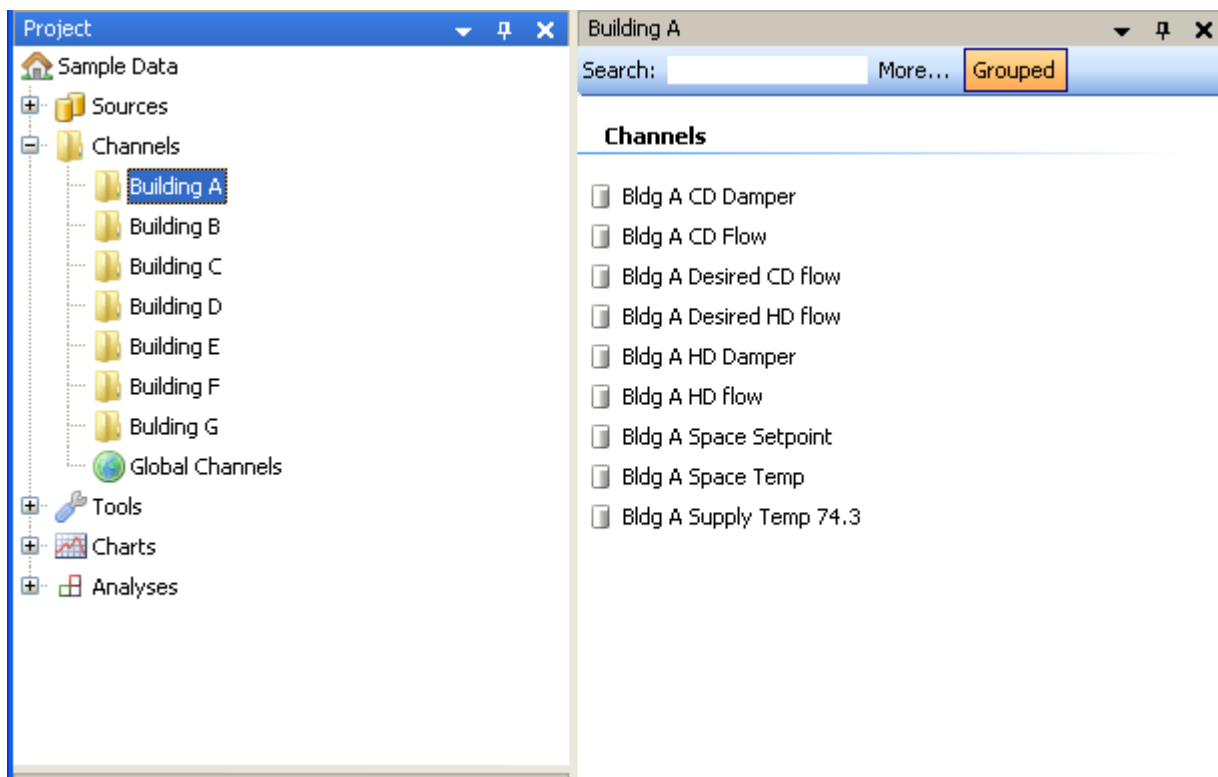 Project
Sample Data
Sources
Channels
Building A
Building B
Building C
Building D
Building E
Building F
Bulding G
Global Channels
Tools
Charts
Analyses
Building A
Search: More... Grouped
Channels
Bldg A CD Damper
Bldg A CD Flow
Bldg A Desired CD flow
Bldg A Desired HD flow
Bldg A HD Damper
Bldg A HD flow
Bldg A Space Setpoint
Bldg A Space Temp
Bldg A Supply Temp 74.3